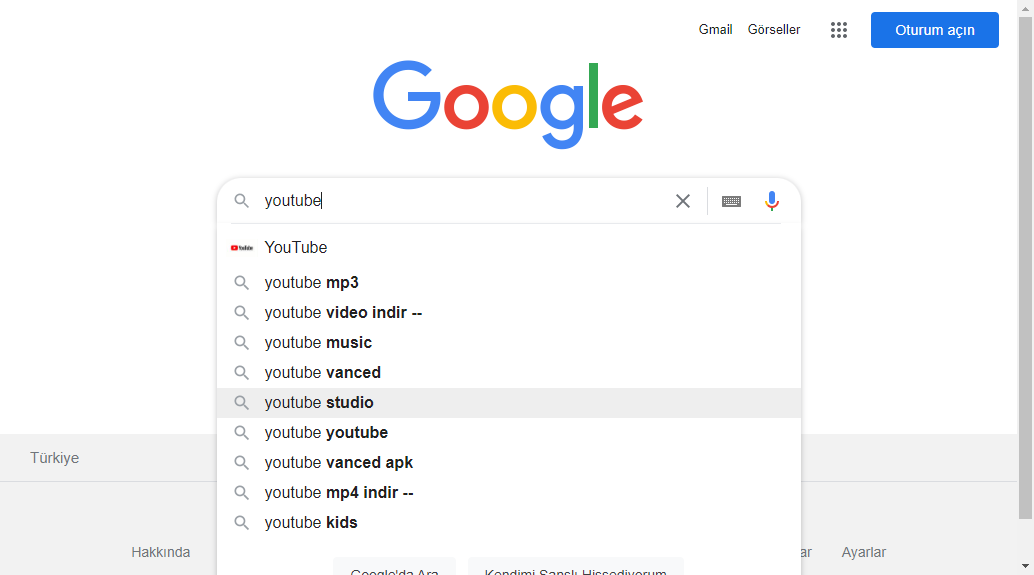 Gmail Görseller Oturum açın
Google
youtube
YouTube YouTube
youtube mp3
youtube video indir --
youtube music
youtube vanced
youtube studio
youtube youtube
youtube vanced apk
youtube mp4 indir --
youtube kids
Türkiye
Hakkında ar Ayarlar
Google'da Ara Kendimi Şanslı Hissediyorum